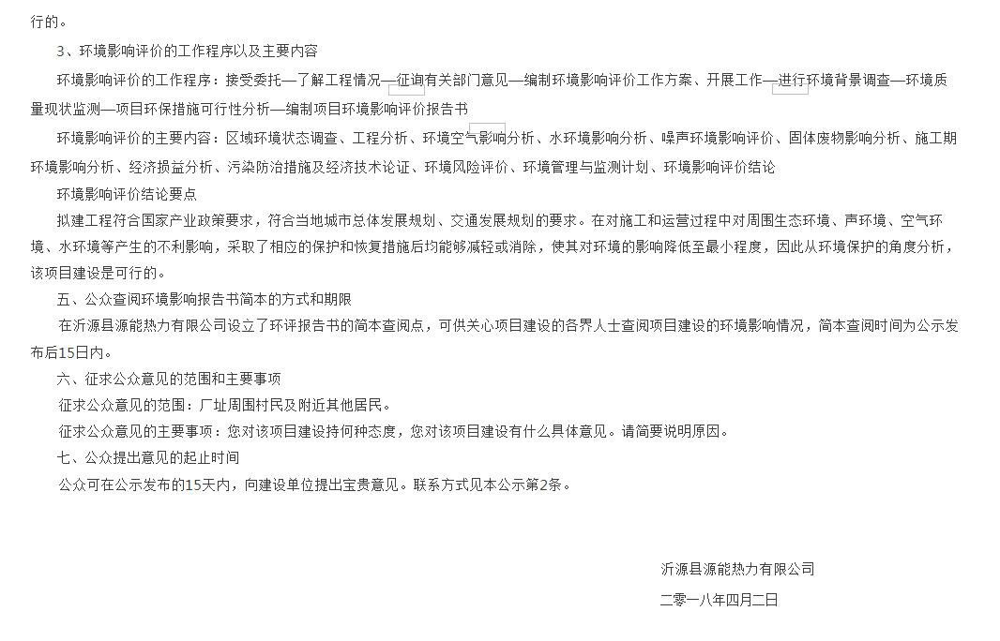 行的。
3、环境影响评价的工作程序以及主要内容
环境影响评价的工作程序：接受委托—了解工程情况—征询有关部门意见—编制环境影响评价工作方案、开展工作—进行环境背景调查—环境质
量现状监测—项目环保措施可行性分析—编制项目环境影响评价报告书
环境影响评价的主要内容：区域环境状态调查、工程分析、环境空气影响分析、水环境影响分析、噪声环境影响评价、固体废物影响分析、施工期
环境影响分析、经济损益分析、污染防治措施及经济技术论证、环境风险评价、环境管理与监测计划、环境影响评价结论
环境影响评价结论要点
拟建工程符合国家产业政策要求，符合当地城市总体发展规划、交通发展规划的要求。在对施工和运营过程中对周围生态环境、声环境、空气环
境、水环境等产生的不利影响，采取了相应的保护和恢复措施后均能够减轻或消除，使其对环境的影响降低至最小程度，因此从环境保护的角度分析，
该项目建设是可行的。
五、公众查阅环境影响报告书简本的方式和期限
在沂源县源能热力有限公司设立了环评报告书的简本查阅点，可供关心项目建设的各界人士查阅项目建设的环境影响情况，简本查阅时间为公示发
布后15日内。
六、征求公众意见的范围和主要事项
征求公众意见的范围：厂址周围村民及附近其他居民。
征求公众意见的主要事项：您对该项目建设持何种态度，您对该项目建设有什么具体意见。请简要说明原因。
七、公众提出意见的起止时间
公众可在公示发布的15天内，向建设单位提出宝贵意见。联系方式见本公示第2条。
沂源县源能热力有限公司
二零一八年四月二日